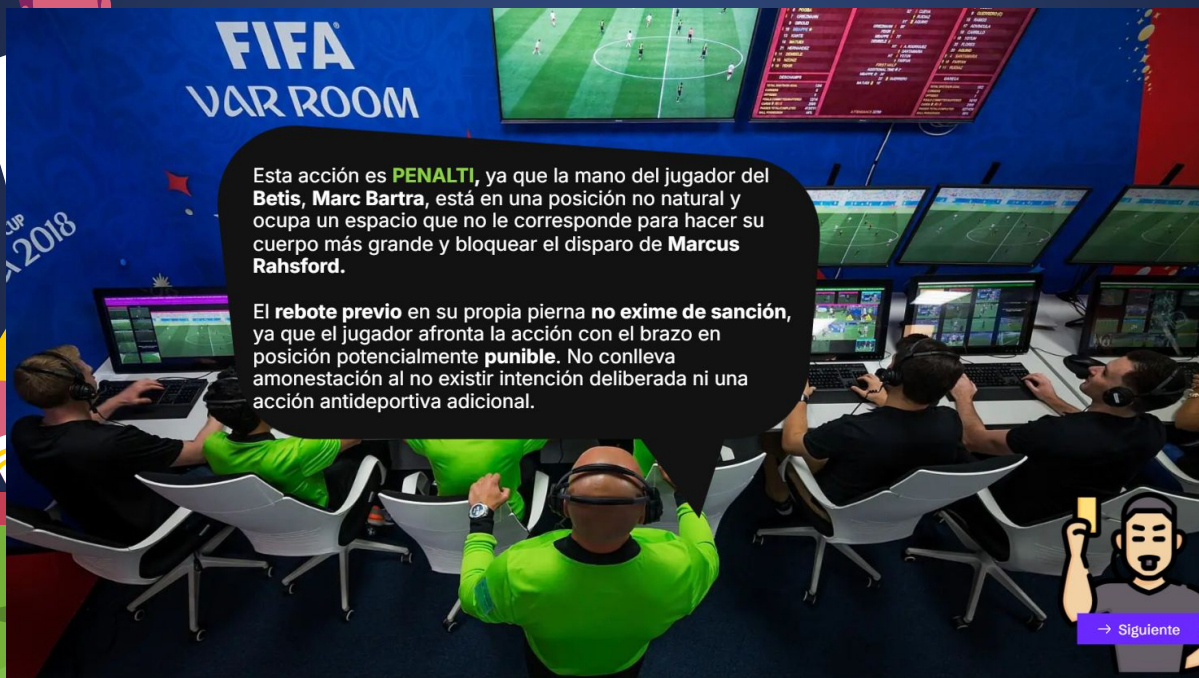 FIFA
VAR ROOM
CUP
2018
Esta acción es PENALTI, ya que la mano del jugador del
Betis, Marc Bartra, está en una posición no natural y
ocupa un espacio que no le corresponde para hacer su
cuerpo más grande y bloquear el disparo de Marcus
Rahsford.
El rebote previo en su propia pierna no exime de sanción,
ya que el jugador afronta la acción con el brazo en
posición potencialmente punible. No conlleva
amonestación al no existir intención deliberada ni una
acción antideportiva adicional.
→ Siguiente